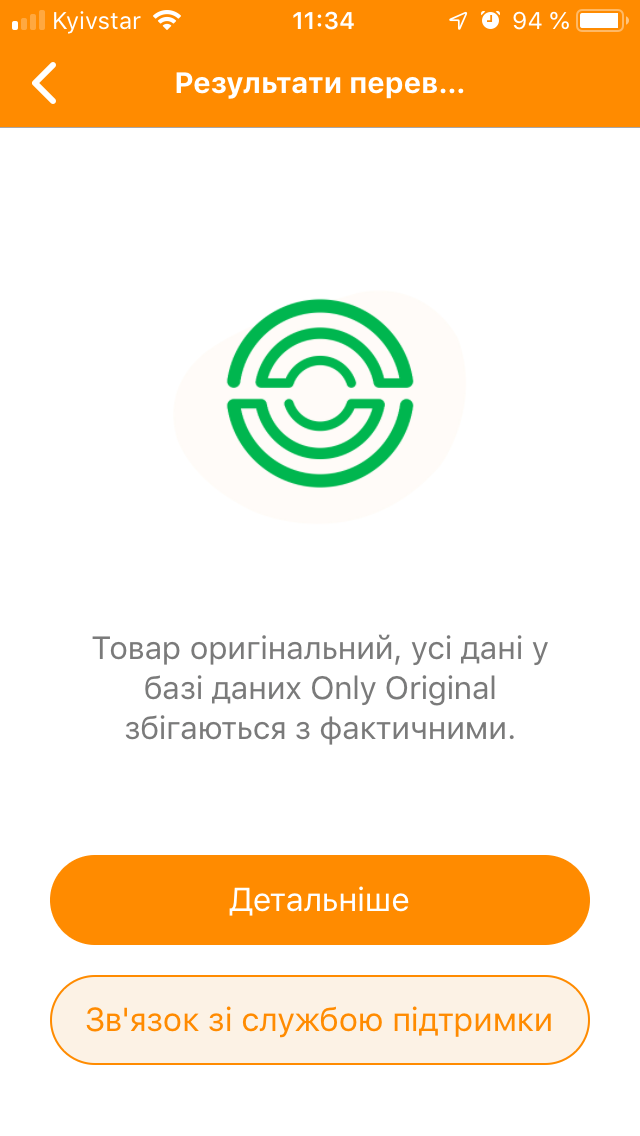 Kyivstar 11:34 94 %
Результати перев...
Товар оригінальний, усі дані у
базі даних Only Original
збігаються з фактичними.
Детальніше
Зв'язок зі службою підтримки